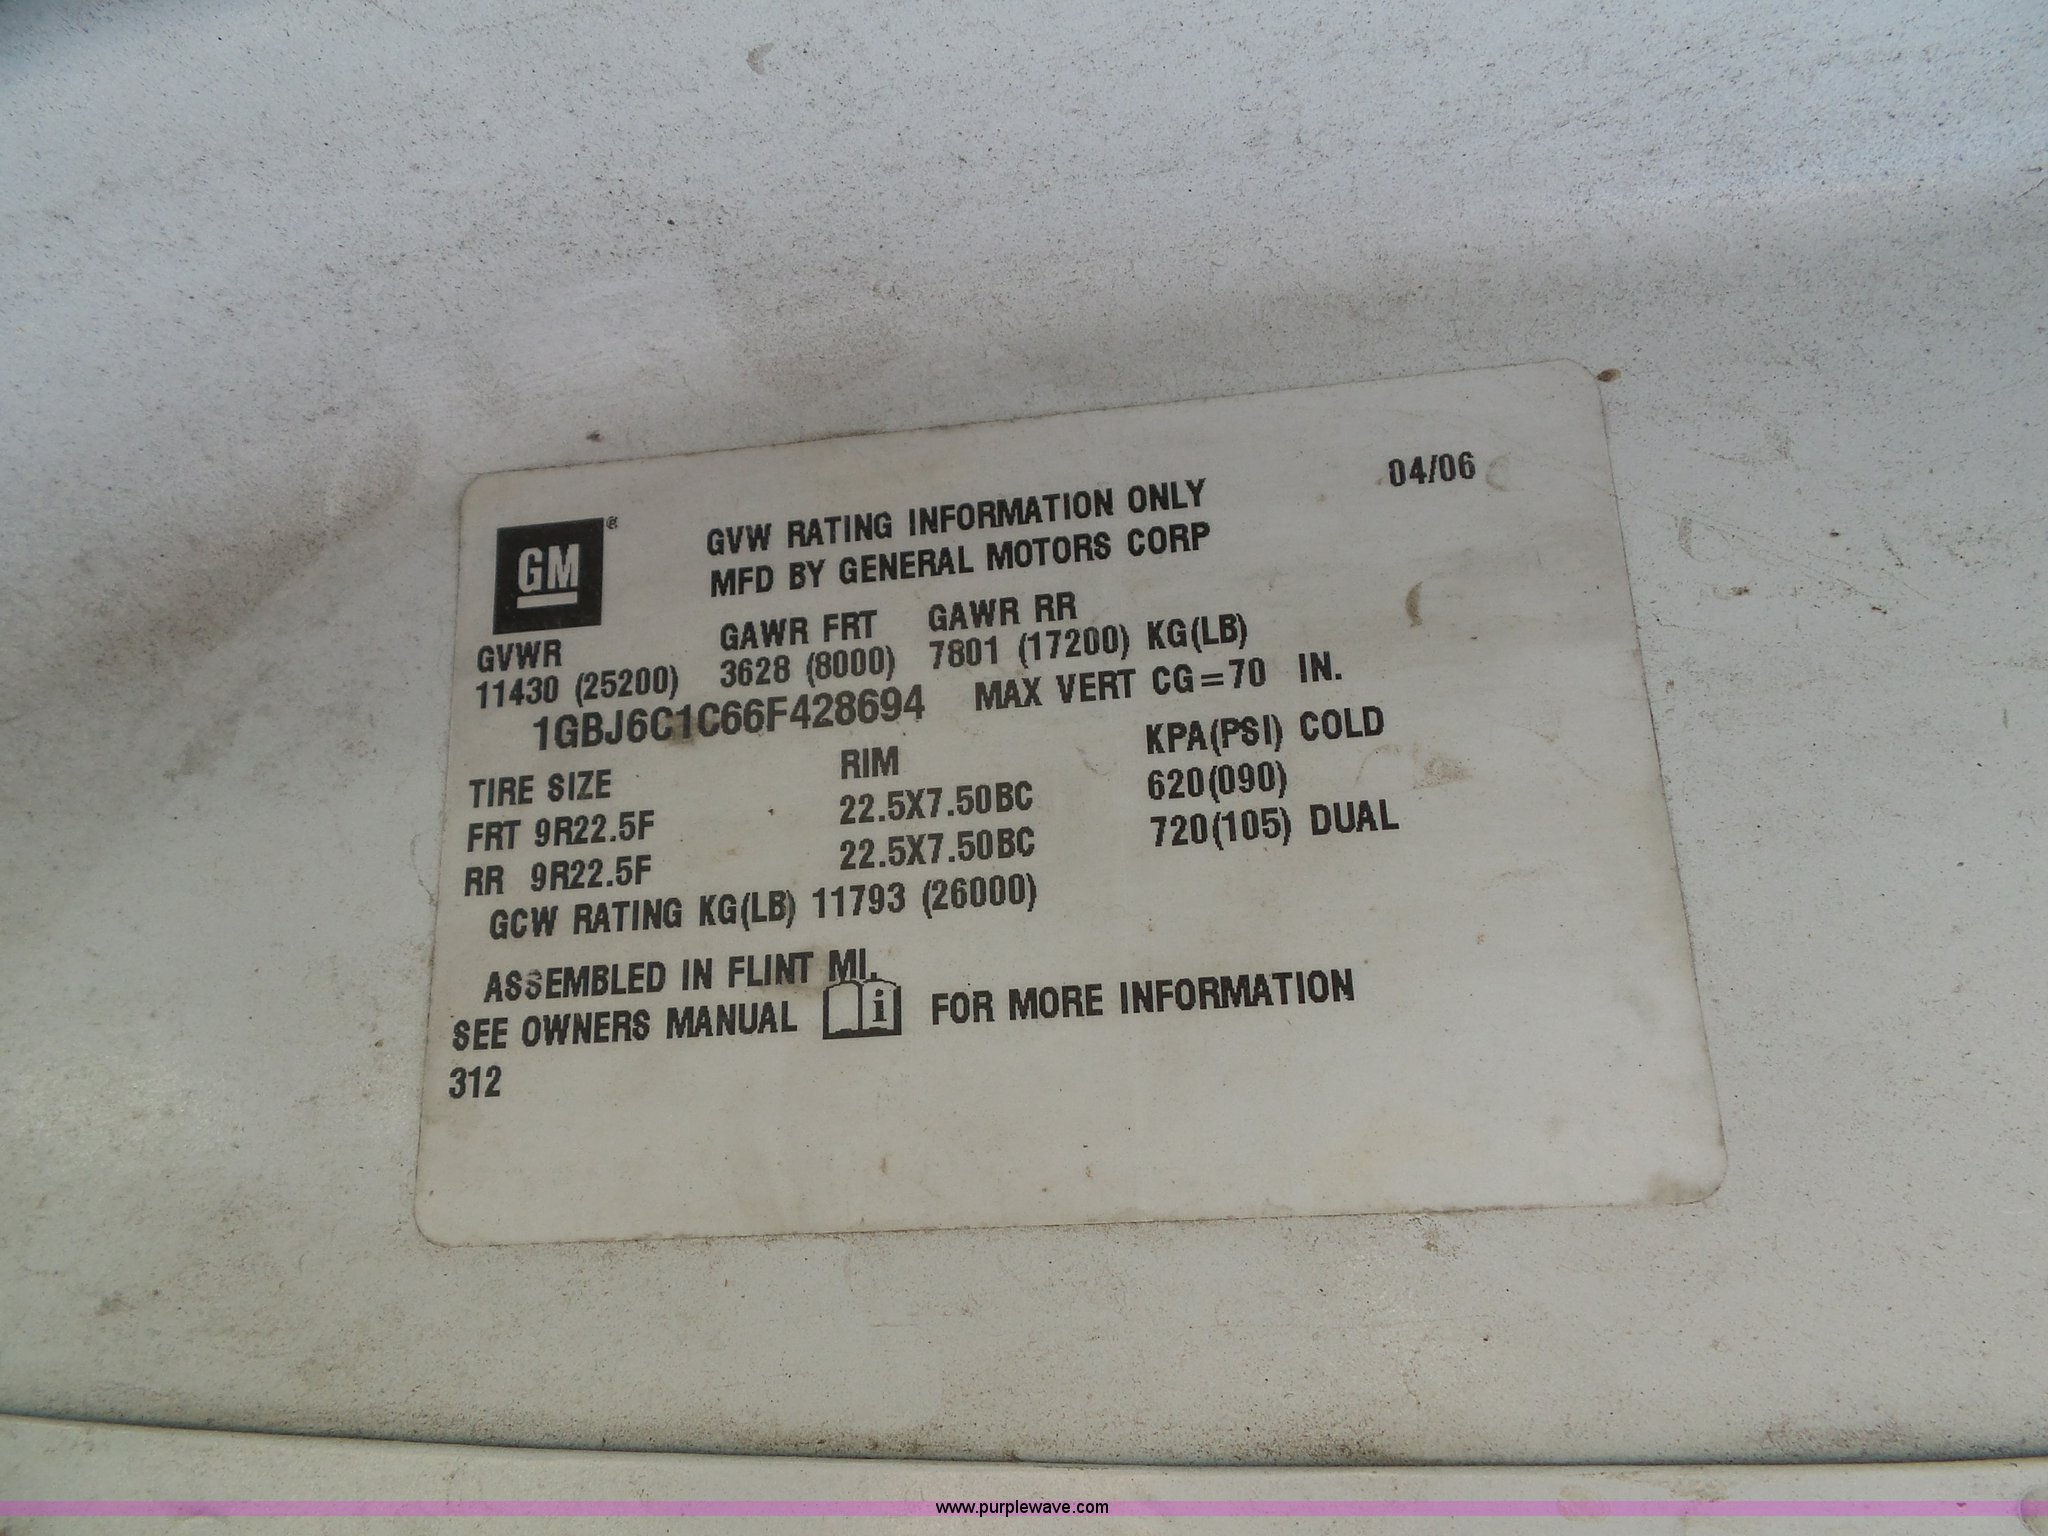 04/06
GM®
GVW RATING INFORMATION ONLY
MFD BY GENERAL MOTORS CORP
GVWR GAWR FRT GAWR RR
11430 (25200) 3628 (8000) 7801 (17200) KG(LB)
1GBJ6C1C66F428694 MAX VERT CG=70 IN.
TIRE SIZE RIM KPA(PSI) COLD
FRT 9R22.5F 22.5X7.50BC 620(090)
RR 9R22.5F 22.5X7.50BC 720(105) DUAL
GCW RATING KG(LB) 11793 (26000)
ASSEMBLED IN FLINT MI.
SEE OWNERS MANUAL i FOR MORE INFORMATION
312
www.purplewave.com